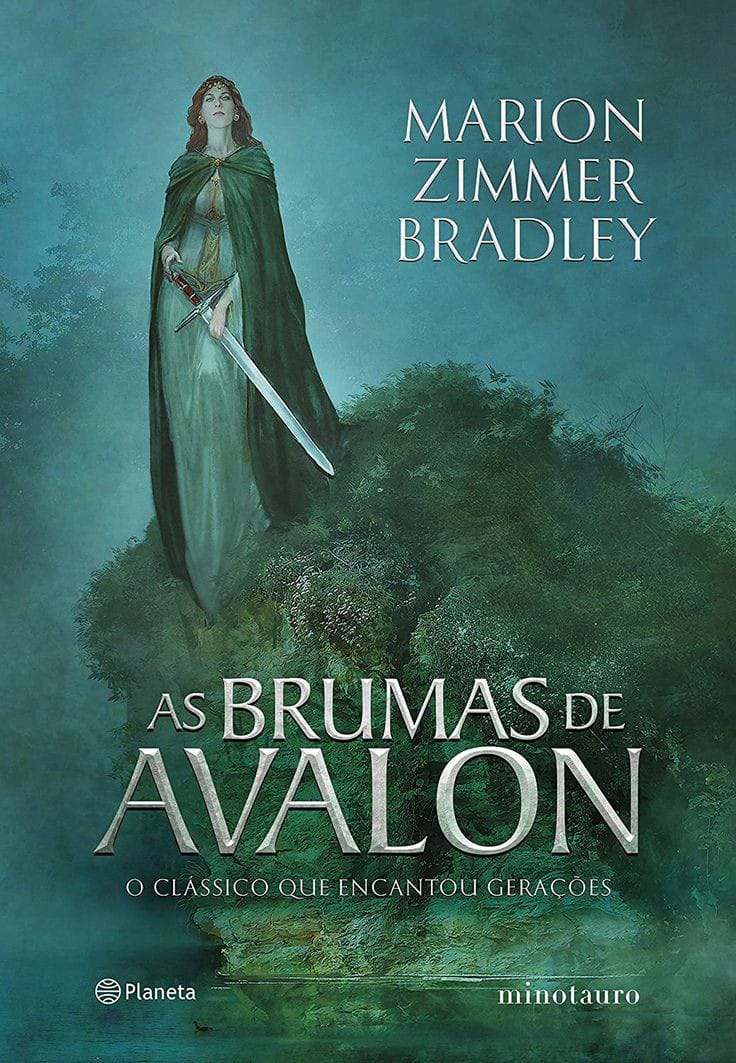 MARION
ZIMMER
BRADLEY
AS BRUMAS DE
AVALON
O CLÁSSICO QUE ENCANTOU GERAÇÕES
Planeta
minotauro